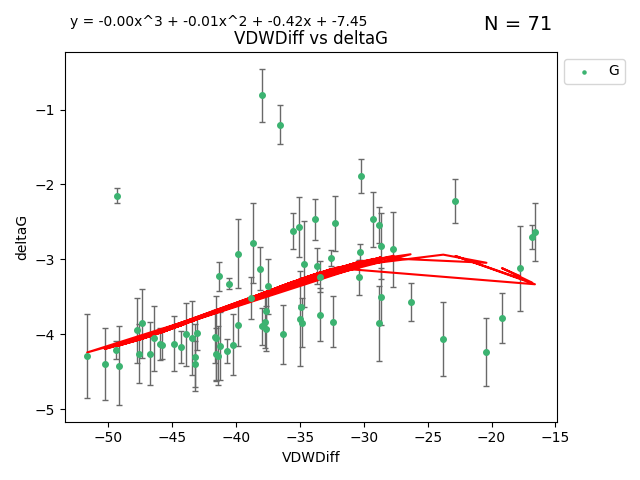 y = -0.00x^3 + -0.01x^2 + -0.42x + -7.45
N = 71
VDWDiff vs deltaG
G
deltaG
−1
−2
−3
−4
−5
−50 −45 −40 −35 −30 −25 −20 −15
VDWDiff